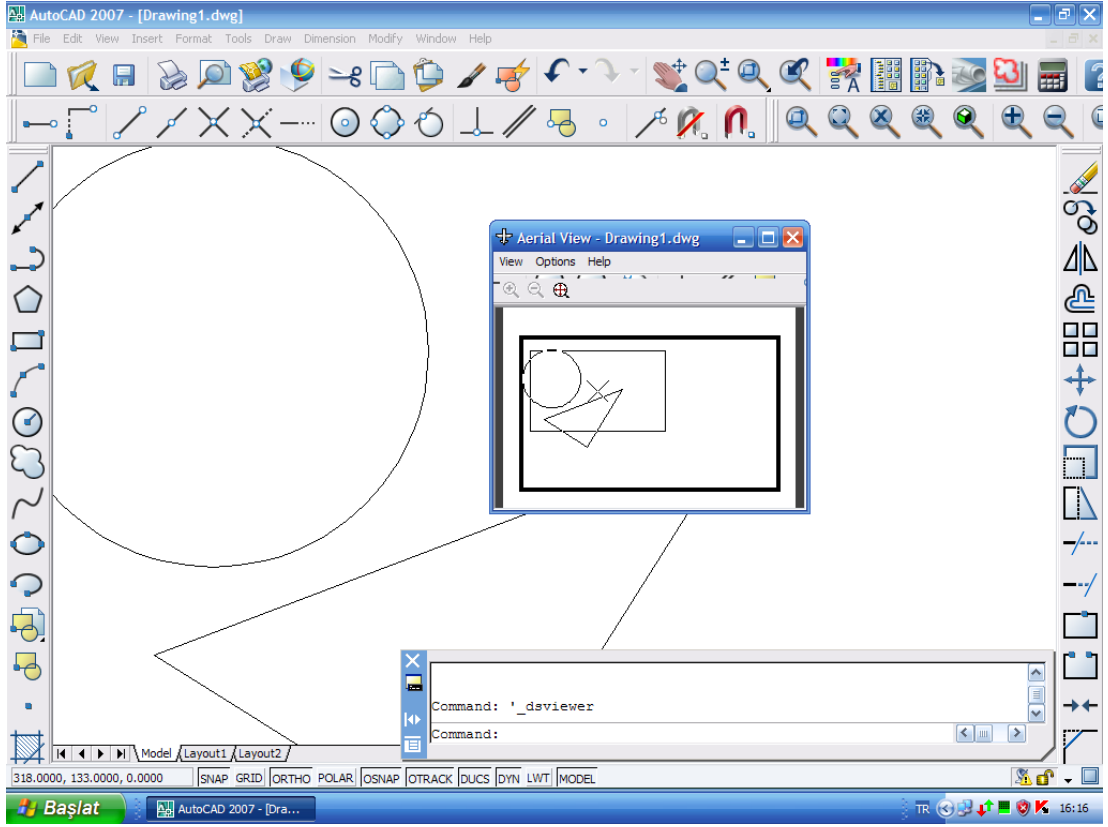 AutoCAD 2007 - [Drawing1.dwg]
File Edit View Insert Format Tools Draw Dimension Modify Window Help
Aerial View - Drawing1.dwg
View Options Help
Command: '_dsviewer
Command:
Model Layout1 Layout2
318.0000, 133.0000, 0.0000 SNAP GRID ORTHO POLAR OSNAP OTRACK DUCS DYN LWT MODEL
Başlat AutoCAD 2007 - [Dra... TR 16:16